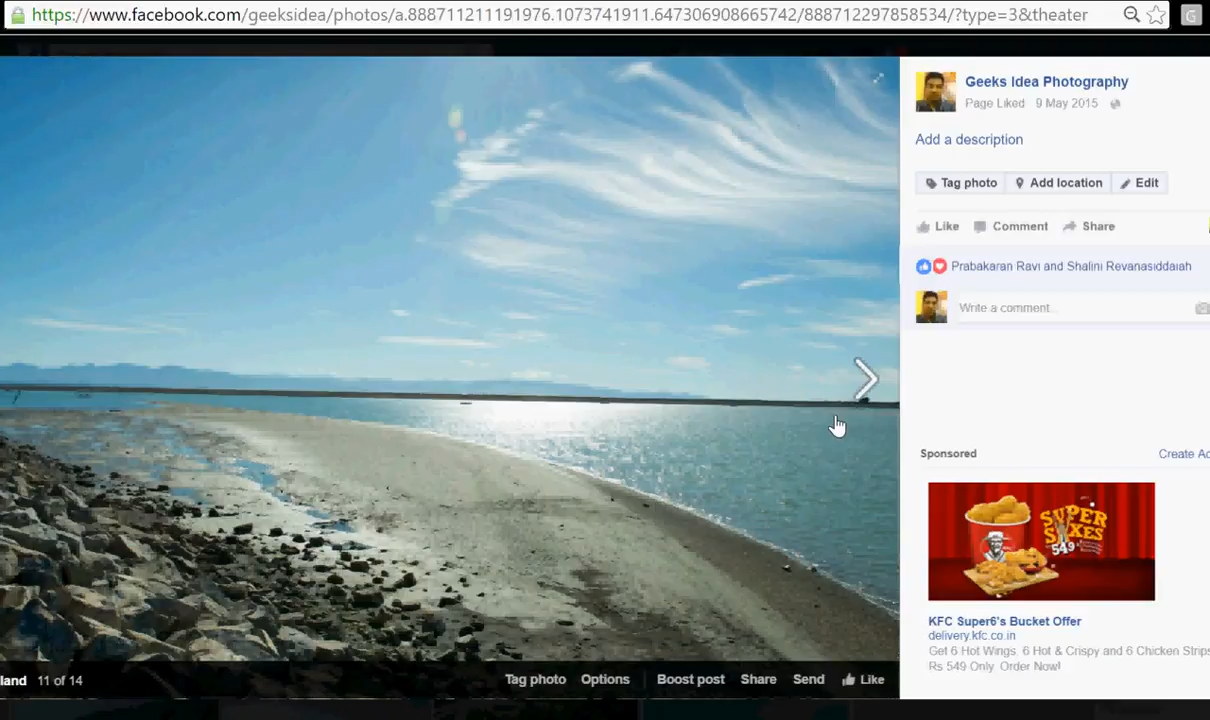 https://www.facebook.com/geeksidea/photos/a.888711211191976.1073741911.647306908665742/888712297858534/?type=3&theater
G
Geeks Idea Photography
Page Liked 9 May 2015
Add a description
Tag photo Add location Edit
Like Comment Share
Prabakaran Ravi and Shalini Revanasiddaiah
Write a comment...
Sponsored Create Ad
SUPER
SIXES
549
KFC Super6's Bucket Offer
delivery.kfc.co.in
Get 6 Hot Wings, 6 Hot & Crispy and 6 Chicken Strips
Rs 549 Only. Order Now!
land 11 of 14 Tag photo Options Boost post Share Send Like